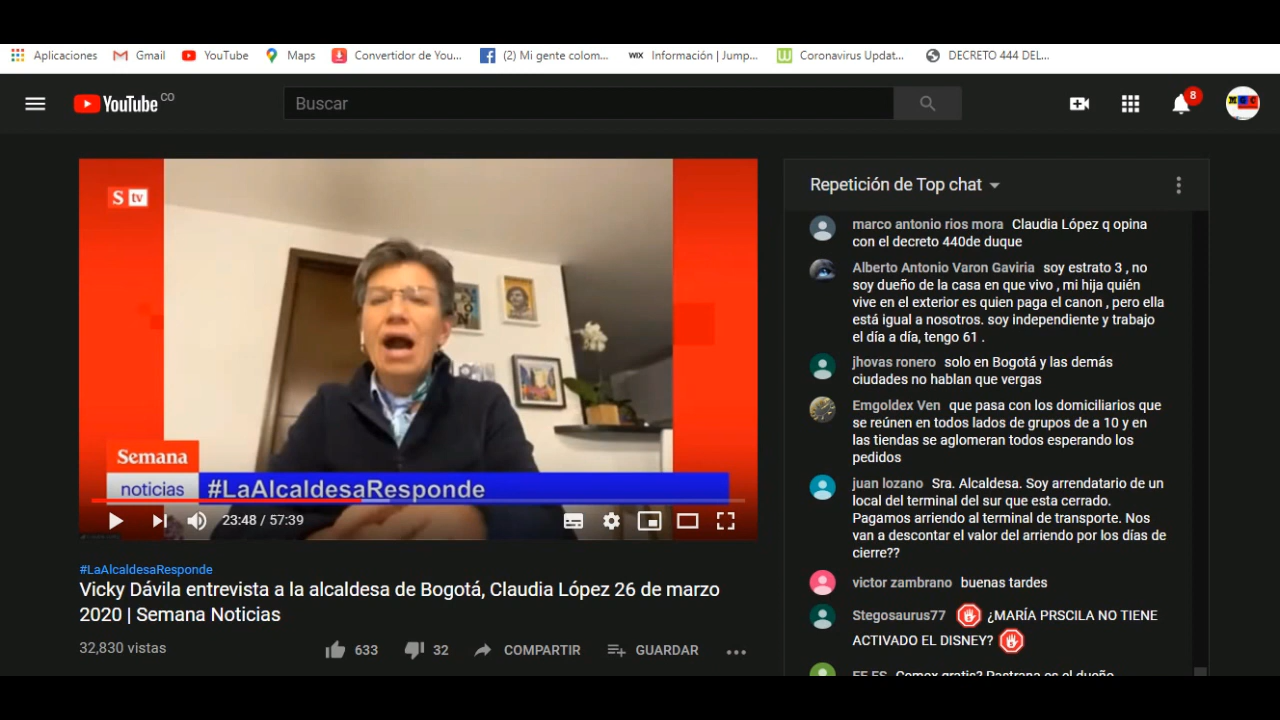 Aplicaciones Gmail YouTube Maps Convertidor de You... (2) Mi gente colom... WIX Información | Jump... Coronavirus Updat... DECRETO 444 DEL...
YouTube CO Buscar 8
S tv
Semana
noticias #LaAlcaldesaResponde
23:48 / 57:39
#LaAlcaldesaResponde
Vicky Dávila entrevista a la alcaldesa de Bogotá, Claudia López 26 de marzo
2020 | Semana Noticias
32,830 vistas 633 32 COMPARTIR GUARDAR
Repetición de Top chat
marco antonio rios mora Claudia López q opina
con el decreto 440de duque
Alberto Antonio Varon Gaviria soy estrato 3 , no
soy dueño de la casa en que vivo , mi hija quién
vive en el exterior es quien paga el canon , pero ella
está igual a nosotros. soy independiente y trabajo
el día a día, tengo 61 .
jhovas ronero solo en Bogotá y las demás
ciudades no hablan que vergas
Emgoldex Ven que pasa con los domiciliarios que
se reúnen en todos lados de grupos de a 10 y en
las tiendas se aglomeran todos esperando los
pedidos
juan lozano Sra. Alcaldesa. Soy arrendatario de un
local del terminal del sur que esta cerrado.
Pagamos arriendo al terminal de transporte. Nos
van a descontar el valor del arriendo por los días de
cierre??
victor zambrano buenas tardes
Stegosaurus77 ¿MARÍA PRSCILA NO TIENE
ACTIVADO EL DISNEY?